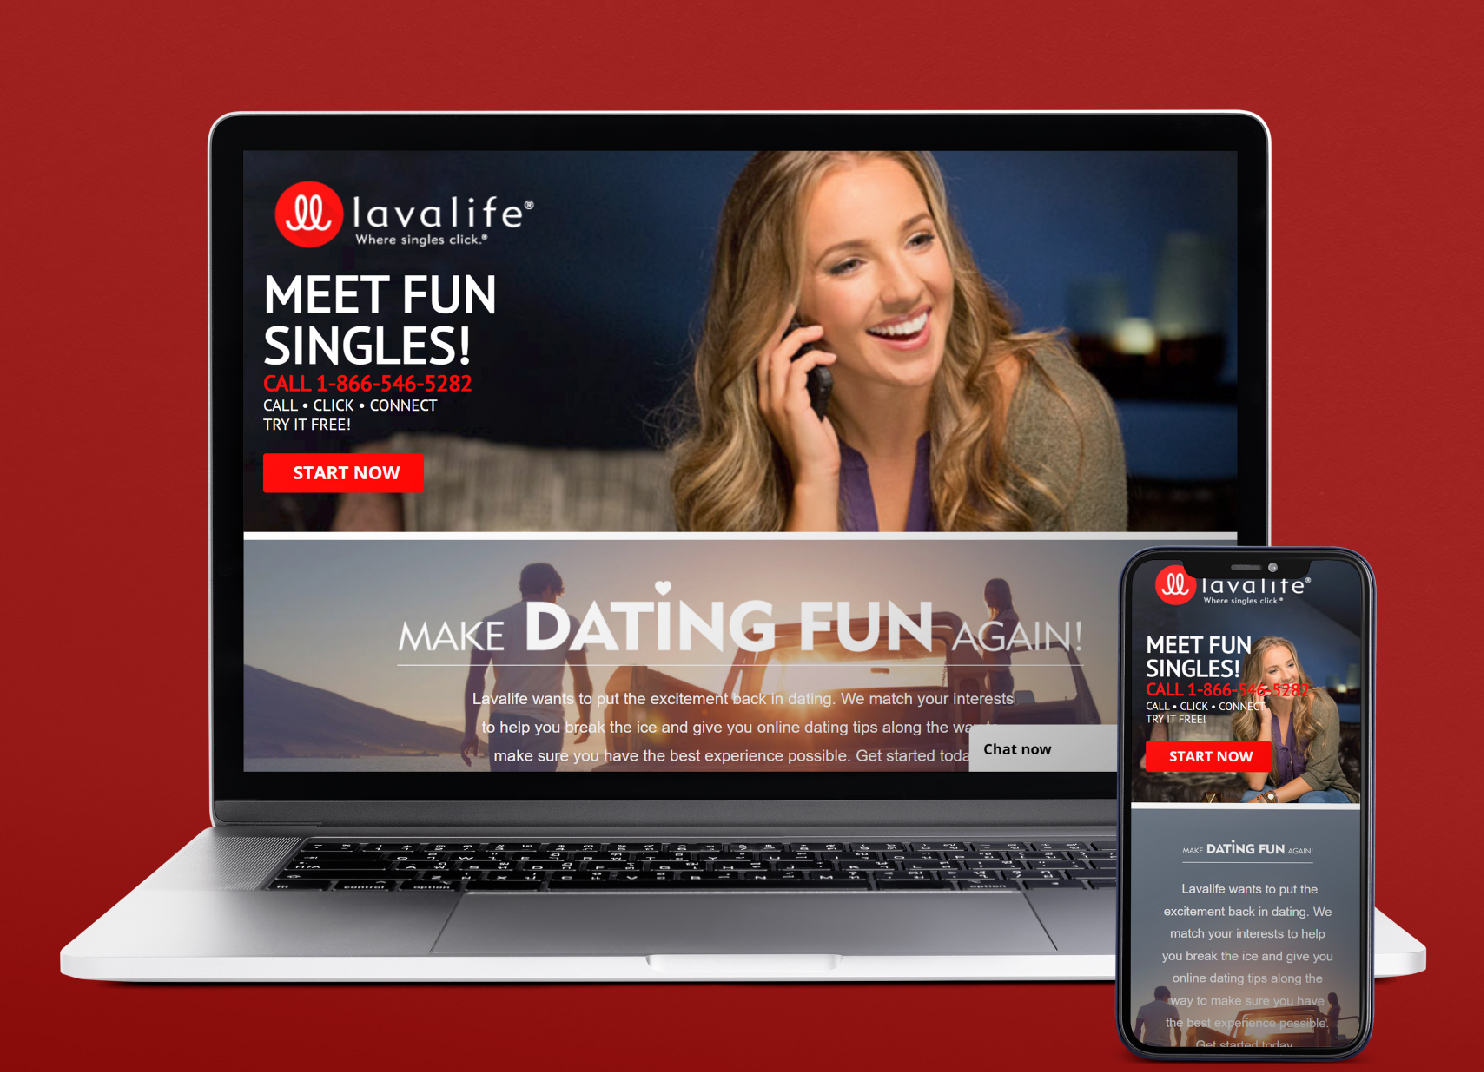 lavalife®
Where singles click.®
MEET FUN
SINGLES!
CALL 1-866-546-5282
CALL • CLICK • CONNECT
TRY IT FREE!
START NOW
MAKE DATING FUN AGAIN!
Lavalife wants to put the excitement back in dating. We match your interests
to help you break the ice and give you online dating tips along the
make sure you have the best experience possible. Get started
Chat now
control option
option
lavalife®
Where singles click®
MEET FUN
SINGLES!
CALL 1-866-546-5282
CALL • CLICK • CONNECT
TRY IT FREE!
START NOW
MAKE DATING FUN AGAIN!
Lavalife wants to put the
excitement back in dating. We
match your interests to help
you break the ice and give you
online dating tips along the
way to make sure you have
the best experience possible.
Get started today